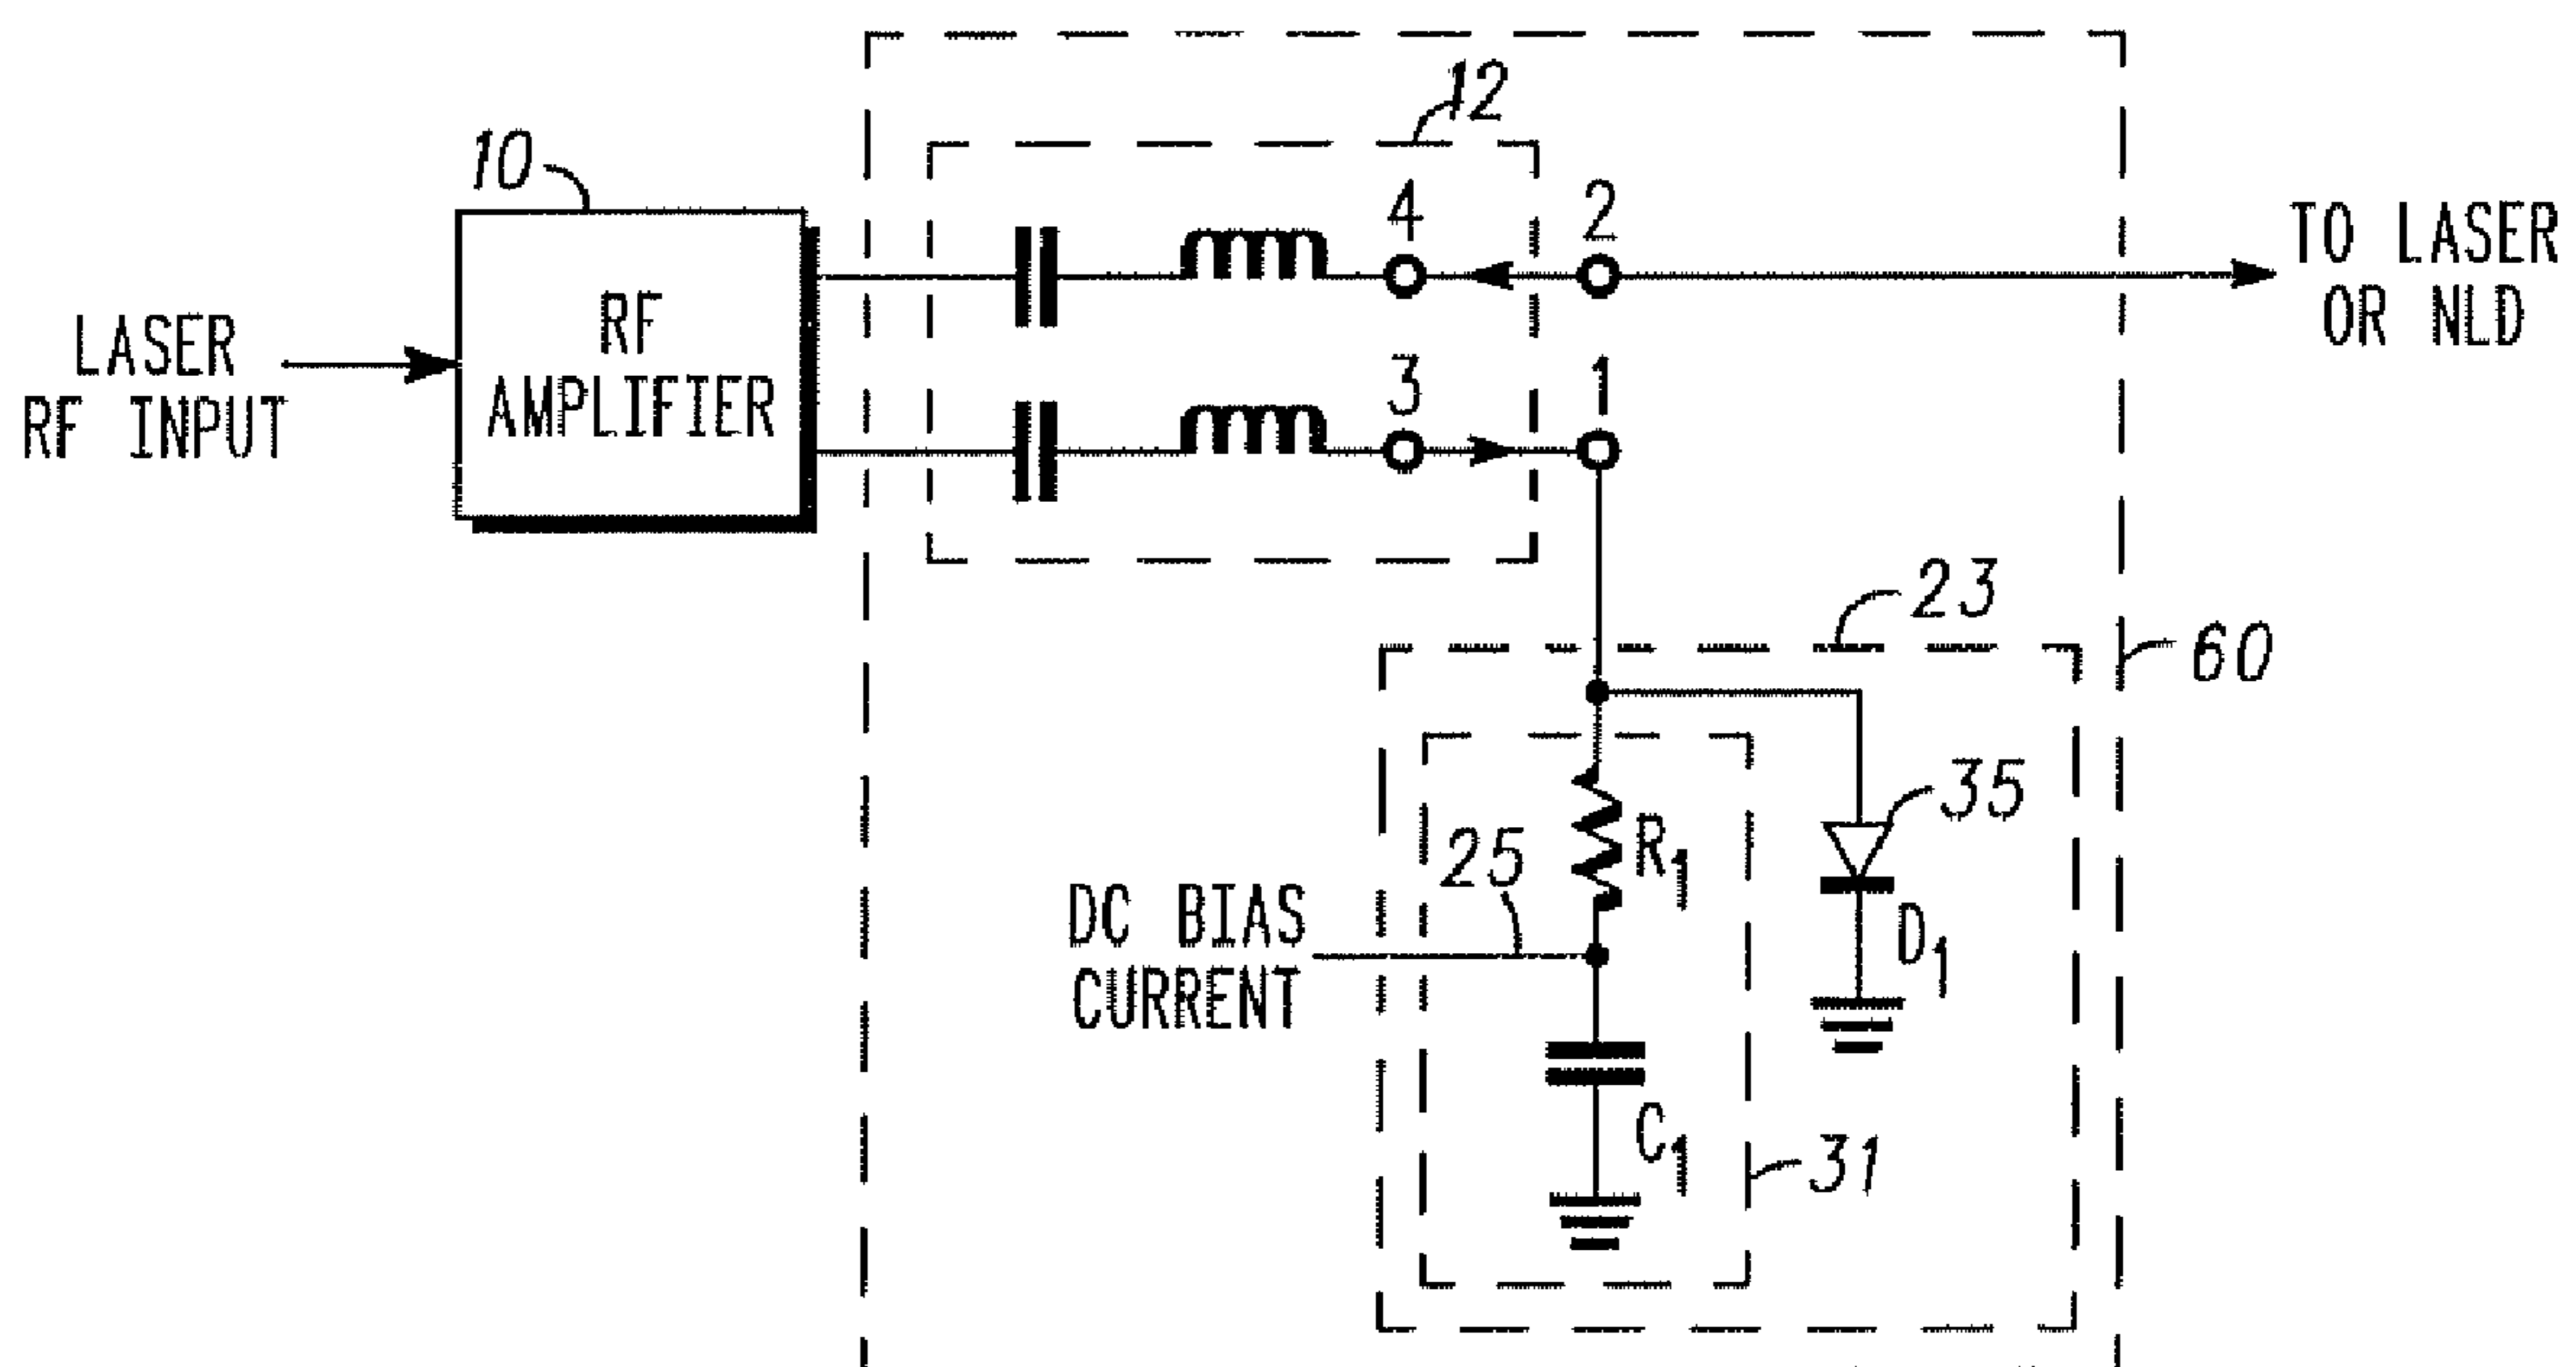 12
10
4
2
TO LASER
OR NLD
RF
AMPLIFIER
LASER
RF INPUT
3
1
23
60
35
25
R1
DC BIAS
CURRENT
D1
C1
31